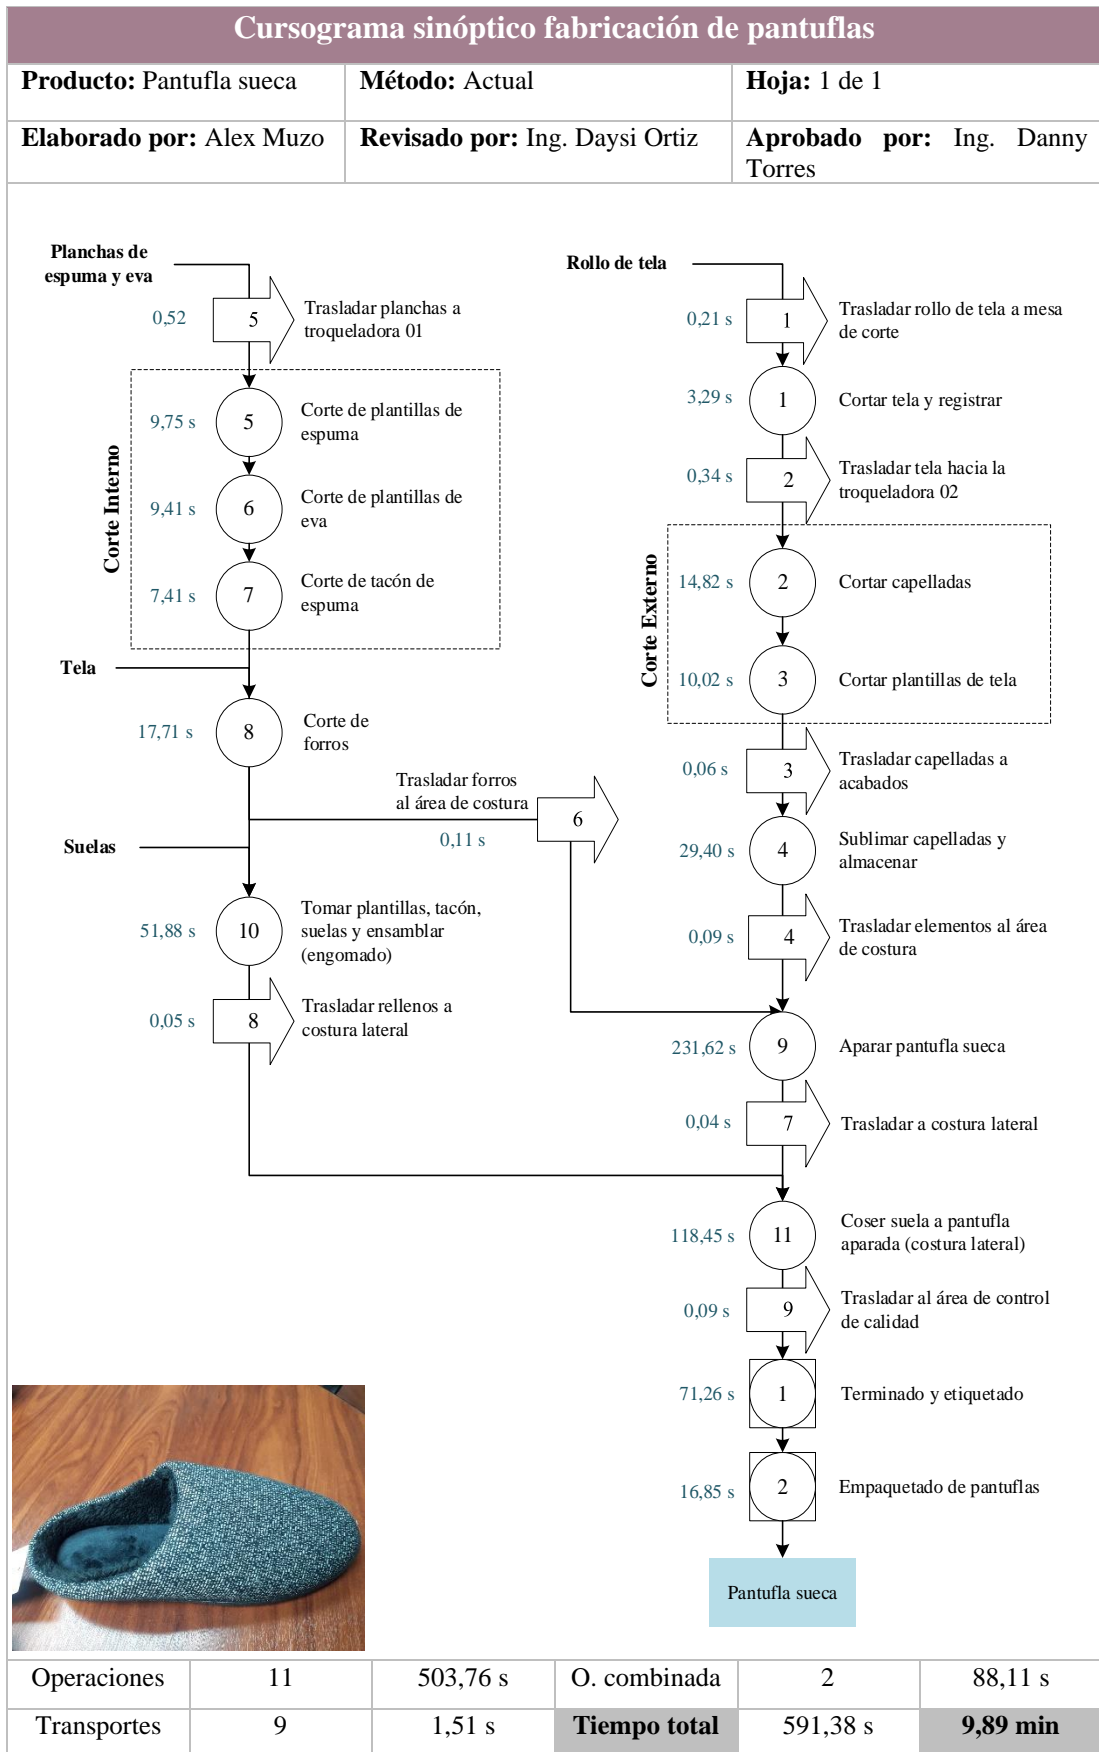 Cursograma sinóptico fabricación de pantuflas
Producto: Pantufla sueca
Método: Actual
Hoja: 1 de 1
Elaborado por: Alex Muzo
Revisado por: Ing. Daysi Ortiz
Aprobado por: Ing. Danny
Torres
Planchas de
espuma y eva
0,52
5
Trasladar planchas a
troqueladora 01
Corte Interno
9,75 s
5
Corte de plantillas de
espuma
9,41 s
6
Corte de plantillas de
eva
7,41 s
7
Corte de tacón de
espuma
Tela
17,71 s
8
Corte de
forros
Trasladar forros
al área de costura
0,11 s
6
Suelas
51,88 s
10
Tomar plantillas, tacón,
suelas y ensamblar
(engomado)
0,05 s
8
Trasladar rellenos a
costura lateral
Rollo de tela
0,21 s
1
Trasladar rollo de tela a mesa
de corte
3,29 s
1
Cortar tela y registrar
0,34 s
2
Trasladar tela hacia la
troqueladora 02
Corte Externo
14,82 s
2
Cortar capelladas
10,02 s
3
Cortar plantillas de tela
0,06 s
3
Trasladar capelladas a
acabados
29,40 s
4
Sublimar capelladas y
almacenar
0,09 s
4
Trasladar elementos al área
de costura
231,62 s
9
Aparar pantufla sueca
0,04 s
7
Trasladar a costura lateral
118,45 s
11
Coser suela a pantufla
aparada (costura lateral)
0,09 s
9
Trasladar al área de control
de calidad
71,26 s
1
Terminado y etiquetado
16,85 s
2
Empaquetado de pantuflas
Pantufla sueca
Operaciones 11 503,76 s O. combinada 2 88,11 s
Transportes 9 1,51 s Tiempo total 591,38 s 9,89 min